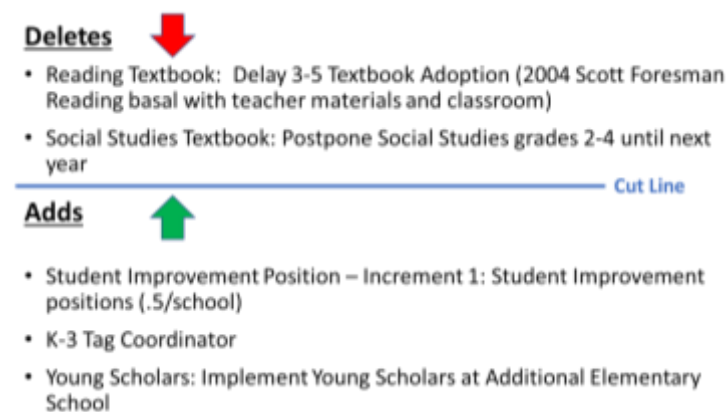 Deletes
• Reading Textbook: Delay 3-5 Textbook Adoption (2004 Scott Foresman
Reading basal with teacher materials and classroom)
• Social Studies Textbook: Postpone Social Studies grades 2-4 until next
year
Cut Line
Adds
• Student Improvement Position – Increment 1: Student Improvement
positions (.5/school)
• K-3 Tag Coordinator
• Young Scholars: Implement Young Scholars at Additional Elementary
School